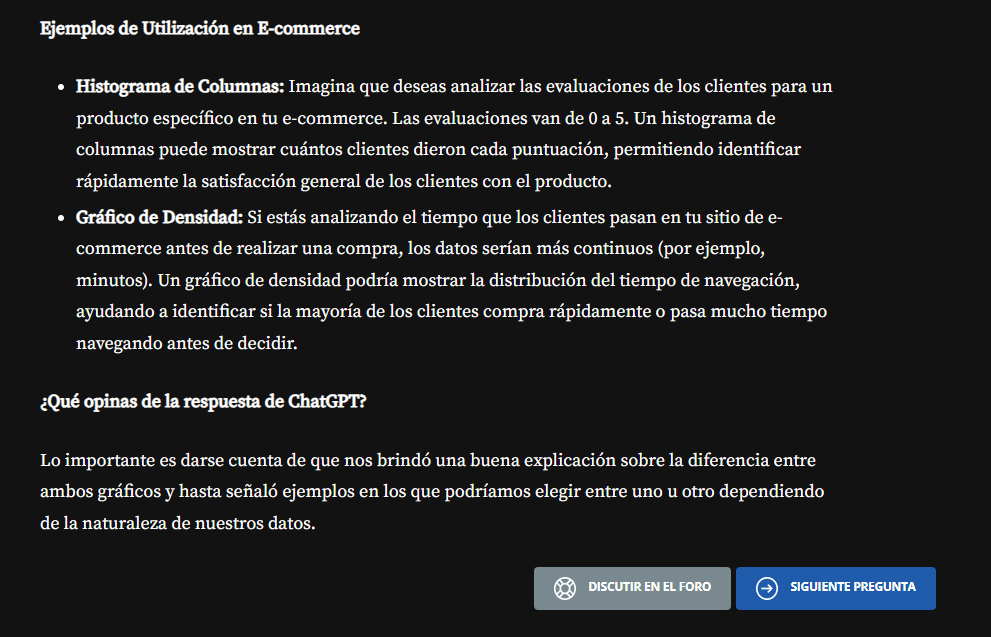 Ejemplos de Utilización en E-commerce
• Histograma de Columnas: Imagina que deseas analizar las evaluaciones de los clientes para un
producto específico en tu e-commerce. Las evaluaciones van de 0 a 5. Un histograma de
columnas puede mostrar cuántos clientes dieron cada puntuación, permitiendo identificar
rápidamente la satisfacción general de los clientes con el producto.
• Gráfico de Densidad: Si estás analizando el tiempo que los clientes pasan en tu sitio de e-
commerce antes de realizar una compra, los datos serían más continuos (por ejemplo,
minutos). Un gráfico de densidad podría mostrar la distribución del tiempo de navegación,
ayudando a identificar si la mayoría de los clientes compra rápidamente o pasa mucho tiempo
navegando antes de decidir.
¿Qué opinas de la respuesta de ChatGPT?
Lo importante es darse cuenta de que nos brindó una buena explicación sobre la diferencia entre
ambos gráficos y hasta señaló ejemplos en los que podríamos elegir entre uno u otro dependiendo
de la naturaleza de nuestros datos.
DISCUTIR EN EL FORO
SIGUIENTE PREGUNTA